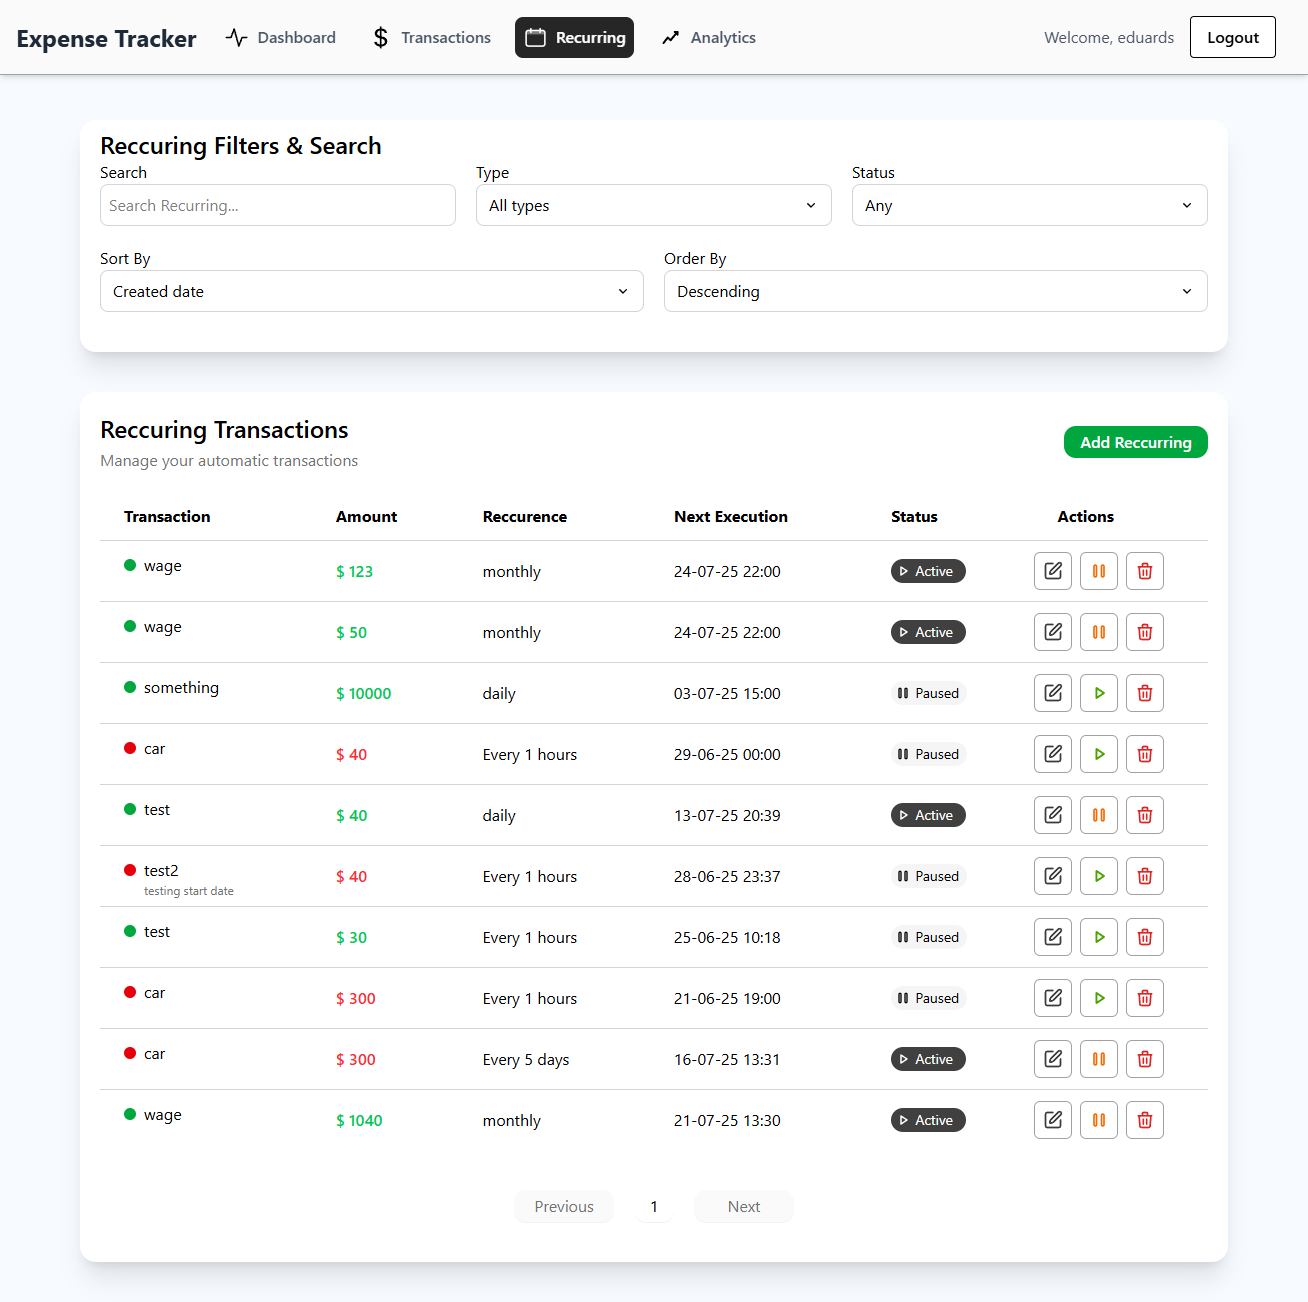 Expense Tracker Dashboard Transactions Recurring Analytics Welcome, eduards Logout
Reccuring Filters & Search
Search Type Status
Search Recurring... All types Any
Sort By Order By
Created date Descending
Reccuring Transactions
Manage your automatic transactions
Add Reccurring
Transaction Amount Reccurence Next Execution Status Actions
wage $ 123 monthly 24-07-25 22:00 Active
wage $ 50 monthly 24-07-25 22:00 Active
something $ 10000 daily 03-07-25 15:00 Paused
car $ 40 Every 1 hours 29-06-25 00:00 Paused
test $ 40 daily 13-07-25 20:39 Active
test2 $ 40 Every 1 hours 28-06-25 23:37 Paused
testing start date
test $ 30 Every 1 hours 25-06-25 10:18 Paused
car $ 300 Every 1 hours 21-06-25 19:00 Paused
car $ 300 Every 5 days 16-07-25 13:31 Active
wage $ 1040 monthly 21-07-25 13:30 Active
Previous 1 Next